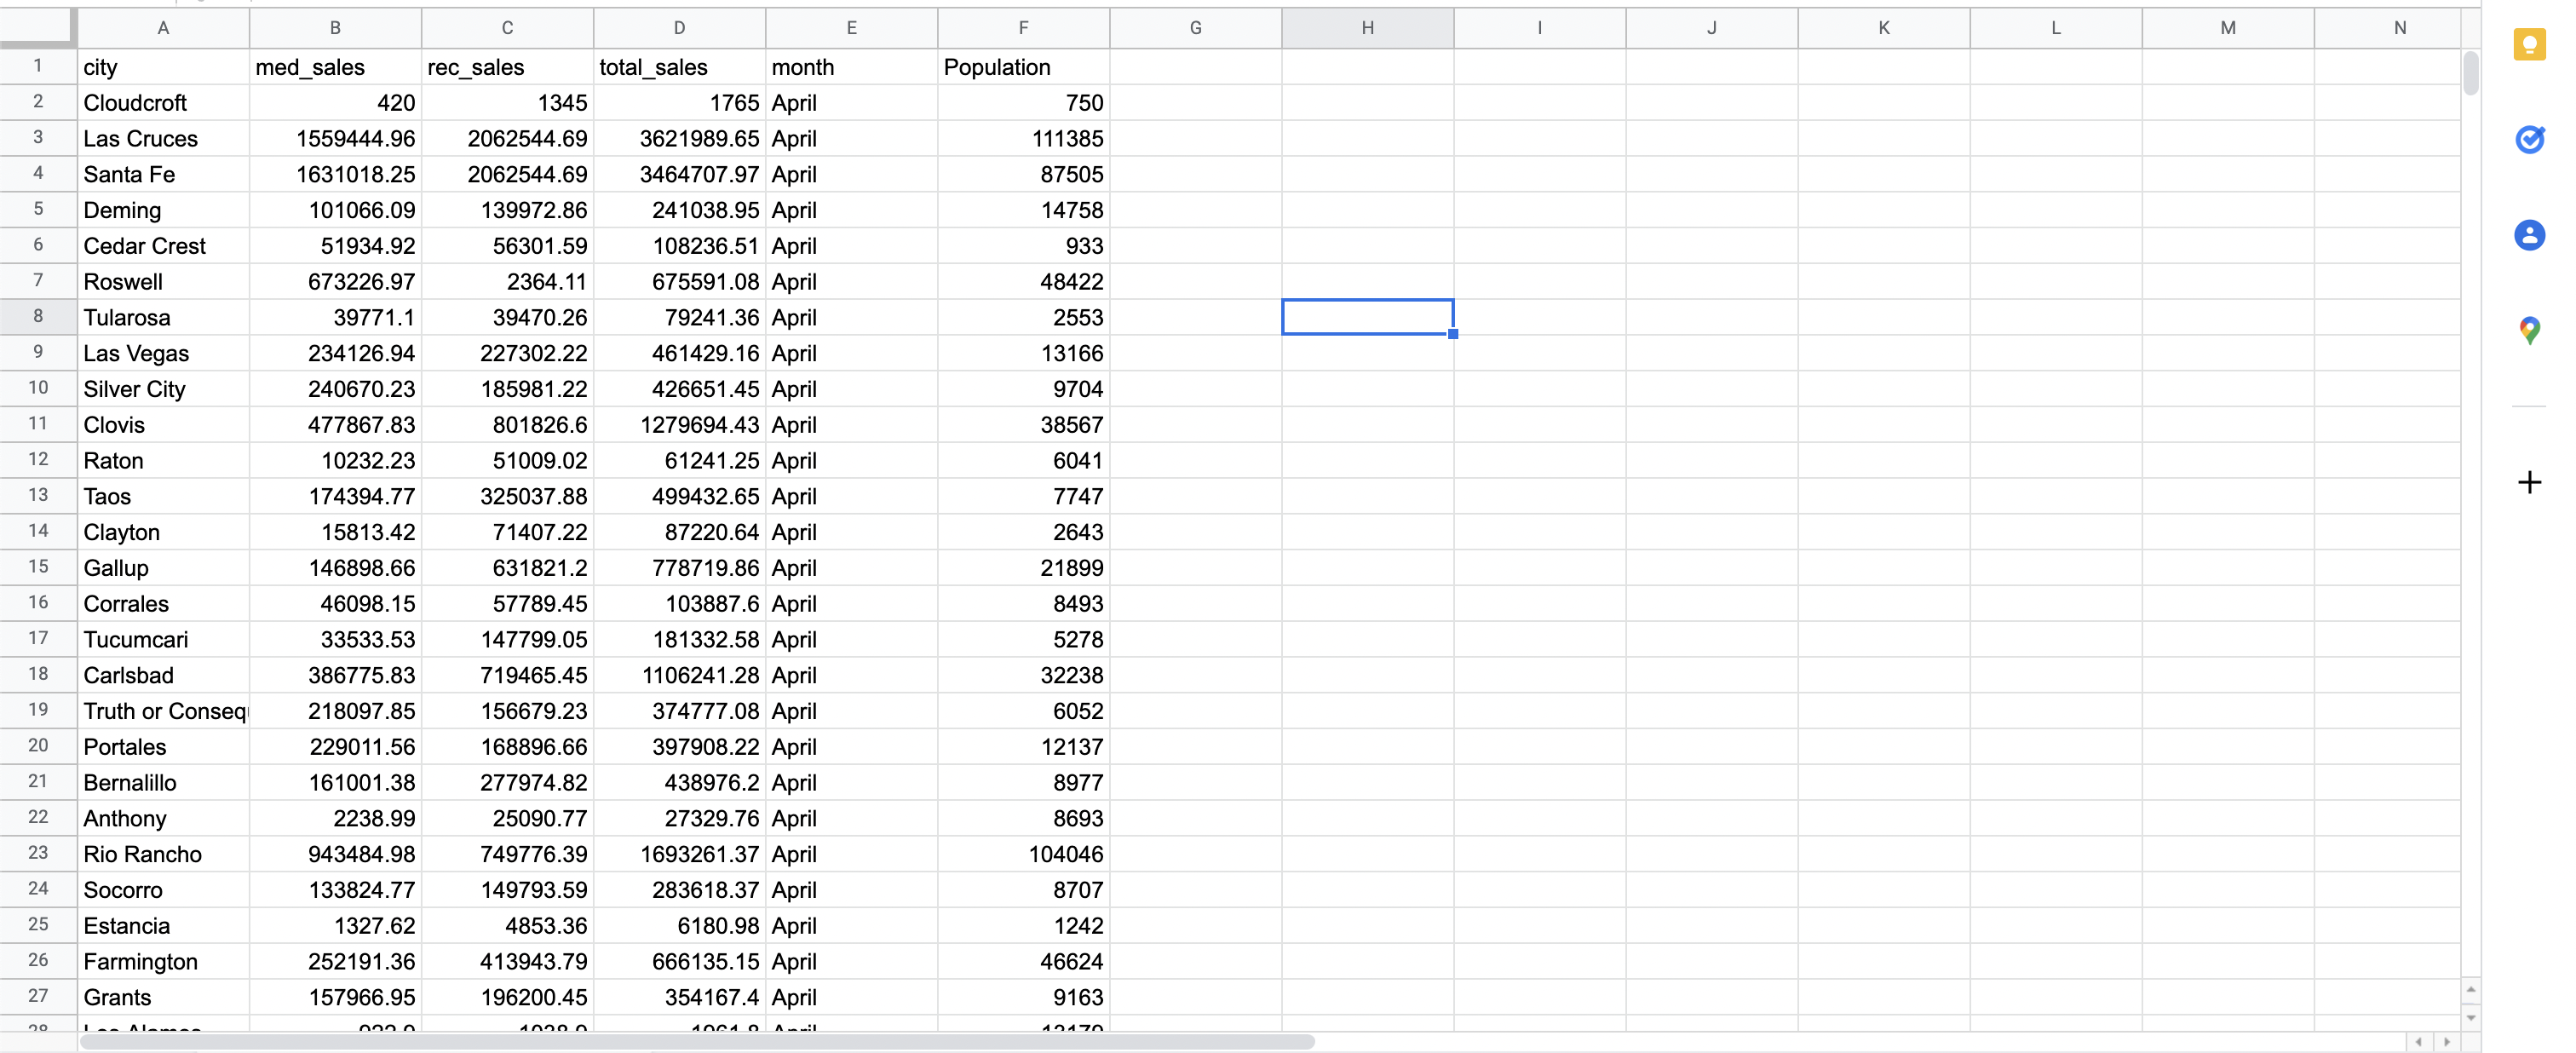 A B C D E F G H I J K L M N
1 city med_sales rec_sales total_sales month Population
2 Cloudcroft 420 1345 1765 April 750
3 Las Cruces 1559444.96 2062544.69 3621989.65 April 111385
4 Santa Fe 1631018.25 2062544.69 3464707.97 April 87505
5 Deming 101066.09 139972.86 241038.95 April 14758
6 Cedar Crest 51934.92 56301.59 108236.51 April 933
7 Roswell 673226.97 2364.11 675591.08 April 48422
8 Tularosa 39771.1 39470.26 79241.36 April 2553
9 Las Vegas 234126.94 227302.22 461429.16 April 13166
10 Silver City 240670.23 185981.22 426651.45 April 9704
11 Clovis 477867.83 801826.6 1279694.43 April 38567
12 Raton 10232.23 51009.02 61241.25 April 6041
13 Taos 174394.77 325037.88 499432.65 April 7747
14 Clayton 15813.42 71407.22 87220.64 April 2643
15 Gallup 146898.66 631821.2 778719.86 April 21899
16 Corrales 46098.15 57789.45 103887.6 April 8493
17 Tucumcari 33533.53 147799.05 181332.58 April 5278
18 Carlsbad 386775.83 719465.45 1106241.28 April 32238
19 Truth or Consequ 218097.85 156679.23 374777.08 April 6052
20 Portales 229011.56 168896.66 397908.22 April 12137
21 Bernalillo 161001.38 277974.82 438976.2 April 8977
22 Anthony 2238.99 25090.77 27329.76 April 8693
23 Rio Rancho 943484.98 749776.39 1693261.37 April 104046
24 Socorro 133824.77 149793.59 283618.37 April 8707
25 Estancia 1327.62 4853.36 6180.98 April 1242
26 Farmington 252191.36 413943.79 666135.15 April 46624
27 Grants 157966.95 196200.45 354167.4 April 9163
28 Los Alamos April